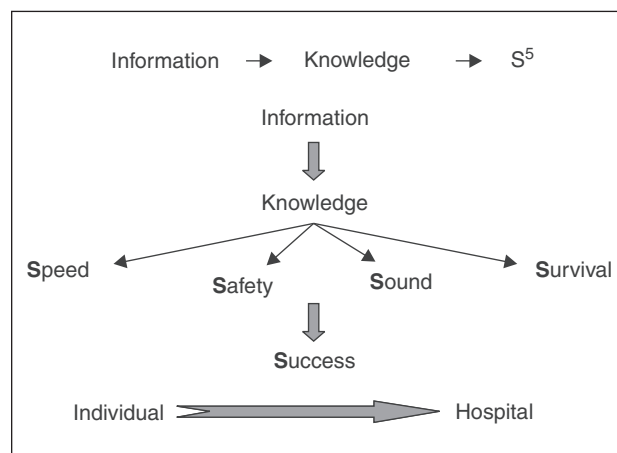 Information → Knowledge → S⁵
Information
Knowledge
Speed Safety Sound Survival
Success
Individual Hospital